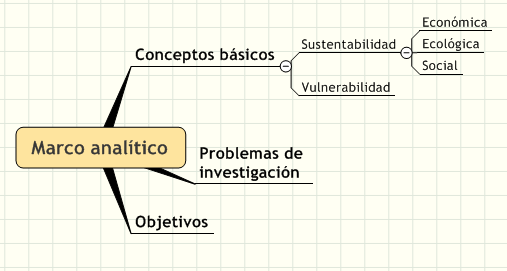 Económica
Sustentabilidad
Ecológica
Conceptos básicos
Social
Vulnerabilidad
Marco analítico
Problemas de
investigación
Objetivos